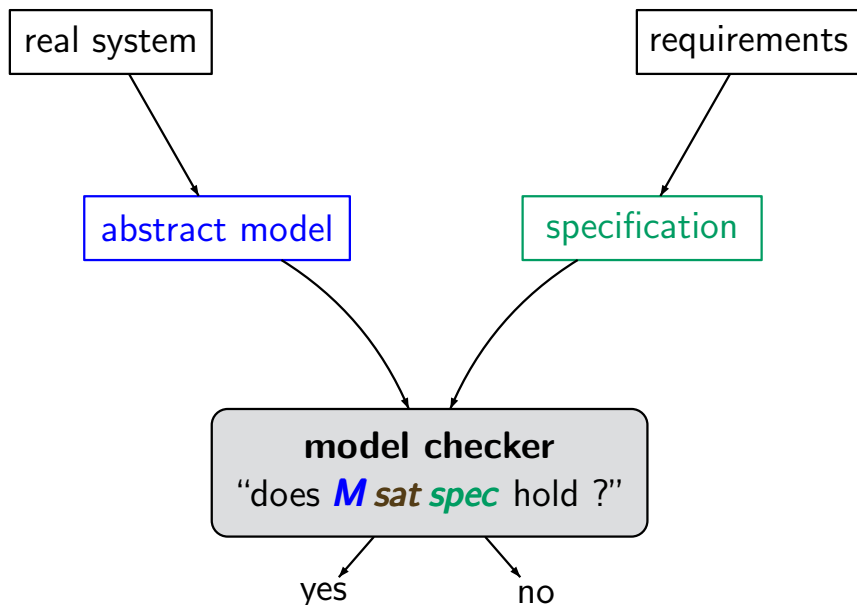 real system
requirements
abstract model
specification
model checker
“does M sat spec hold ?”
yes
no